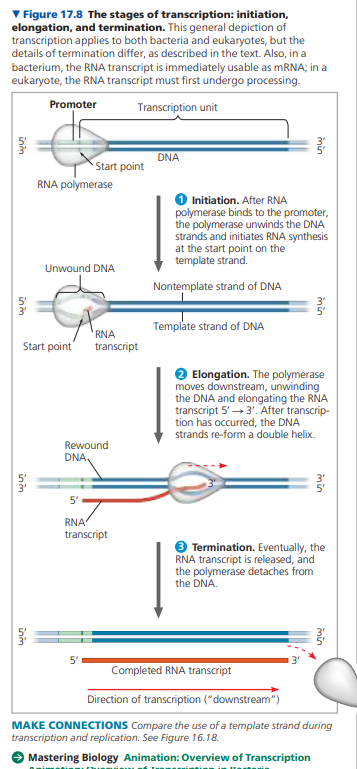 ▼ Figure 17.8 The stages of transcription: initiation,
elongation, and termination. This general depiction of
transcription applies to both bacteria and eukaryotes, but the
details of termination differ, as described in the text. Also, in a
bacterium, the RNA transcript is immediately usable as mRNA; in a
eukaryote, the RNA transcript must first undergo processing.
Promoter
Transcription unit
5′
3′
3′
5′
DNA
Start point
RNA polymerase
1 Initiation. After RNA
polymerase binds to the promoter,
the polymerase unwinds the DNA
strands and initiates RNA synthesis
at the start point on the
template strand.
Unwound DNA
Nontemplate strand of DNA
5′
3′
3′
5′
Template strand of DNA
Start point
RNA
transcript
2 Elongation. The polymerase
moves downstream, unwinding
the DNA and elongating the RNA
transcript 5′ → 3′. After transcrip-
tion has occurred, the DNA
strands re-form a double helix.
Rewound
DNA
5′
3′
3′
3′
5′
5′
RNA
transcript
3 Termination. Eventually, the
RNA transcript is released, and
the polymerase detaches from
the DNA.
5′
3′
3′
5′
5′
3′
Completed RNA transcript
Direction of transcription (“downstream”)
MAKE CONNECTIONS Compare the use of a template strand during
transcription and replication. See Figure 16.18.
Mastering Biology Animation: Overview of Transcription
Animation: Overview of Transcription in Bacteria